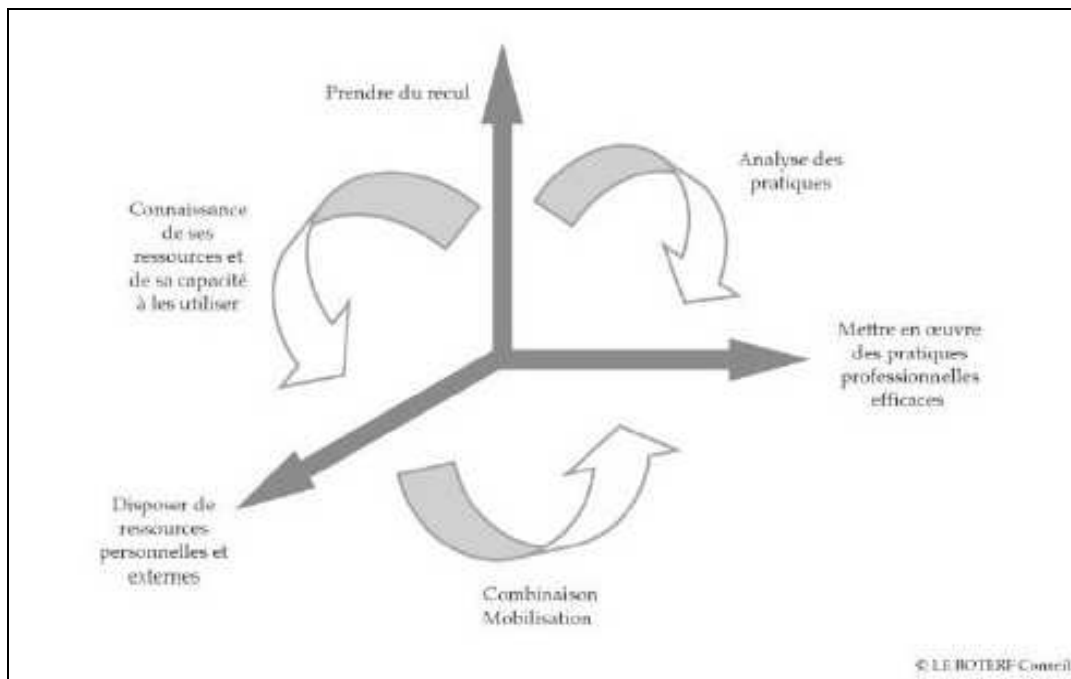 Prendre du recul
Analyse des
pratiques
Connaissance
de ses
ressources et
de sa capacité
à les utiliser
Mettre en œuvre
des pratiques
professionnelles
efficaces
Disposer de
ressources
personnelles et
externes
Combinaison
Mobilisation
© LE BOTERF Conseil